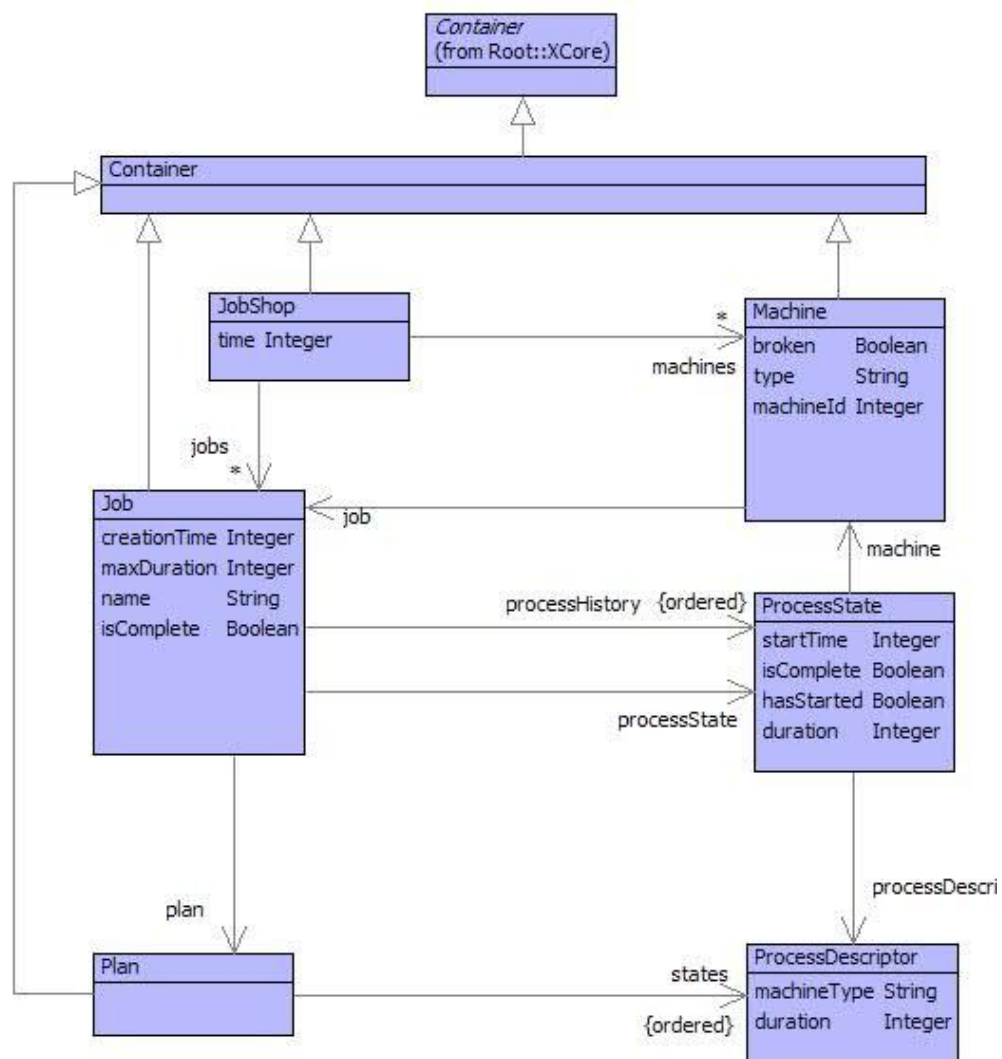 Container
(from Root::XCore)
Container
JobShop
time Integer
*
machines
Machine
broken Boolean
type String
machineId Integer
jobs
*
Job
creationTime Integer
maxDuration Integer
name String
isComplete Boolean
job
machine
processHistory {ordered}
processState
ProcessState
startTime Integer
isComplete Boolean
hasStarted Boolean
duration Integer
processDescri
plan
Plan
states
{ordered}
ProcessDescriptor
machineType String
duration Integer